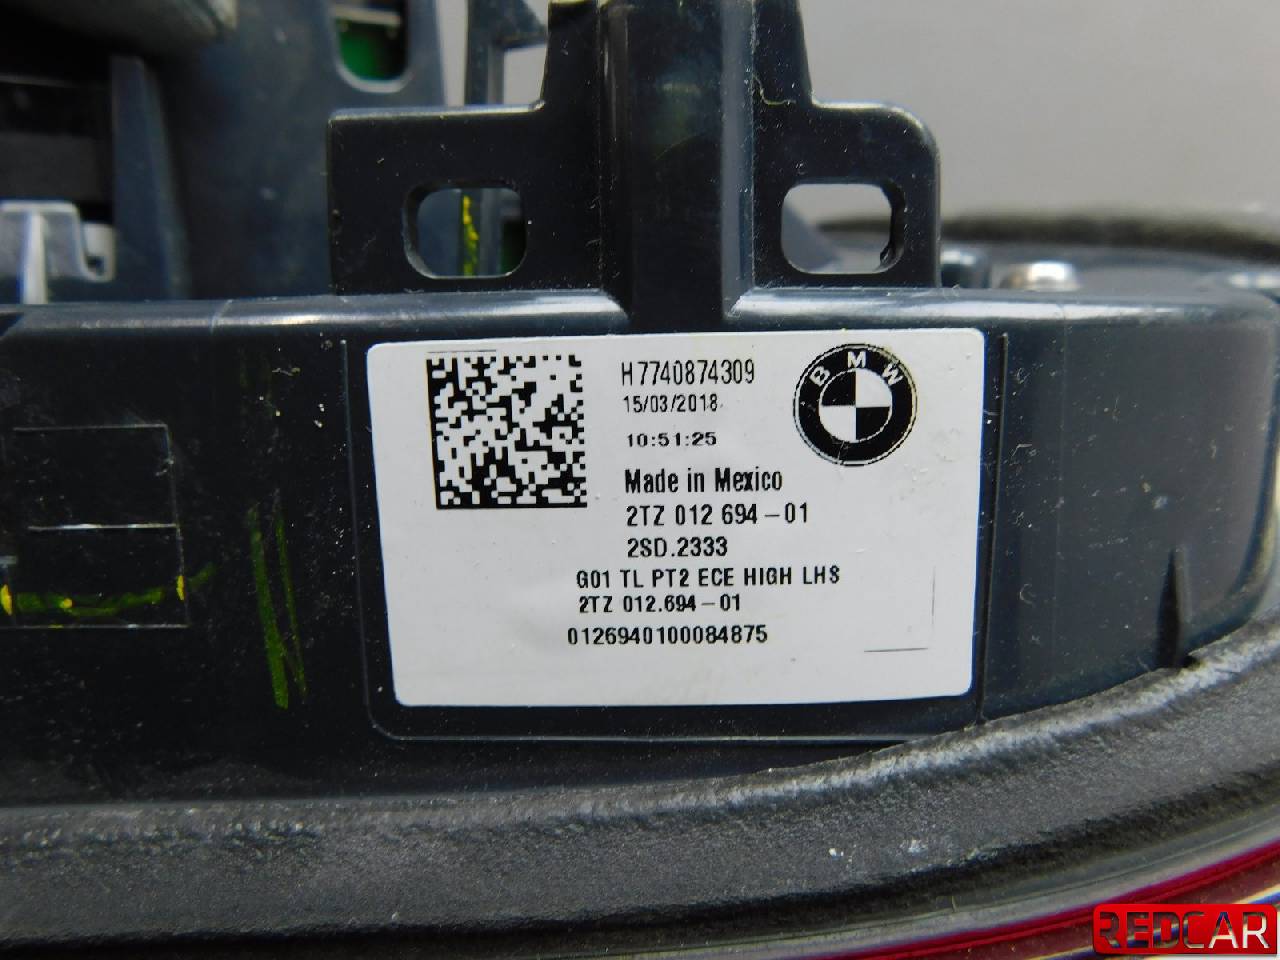 H7740874309
15/03/2018
10:51:25
BMW
Made in Mexico
2TZ 012 694-01
2SD.2333
G01 TL PT2 ECE HIGH LHS
2TZ 012.694-01
0126940100084875
REDCAR